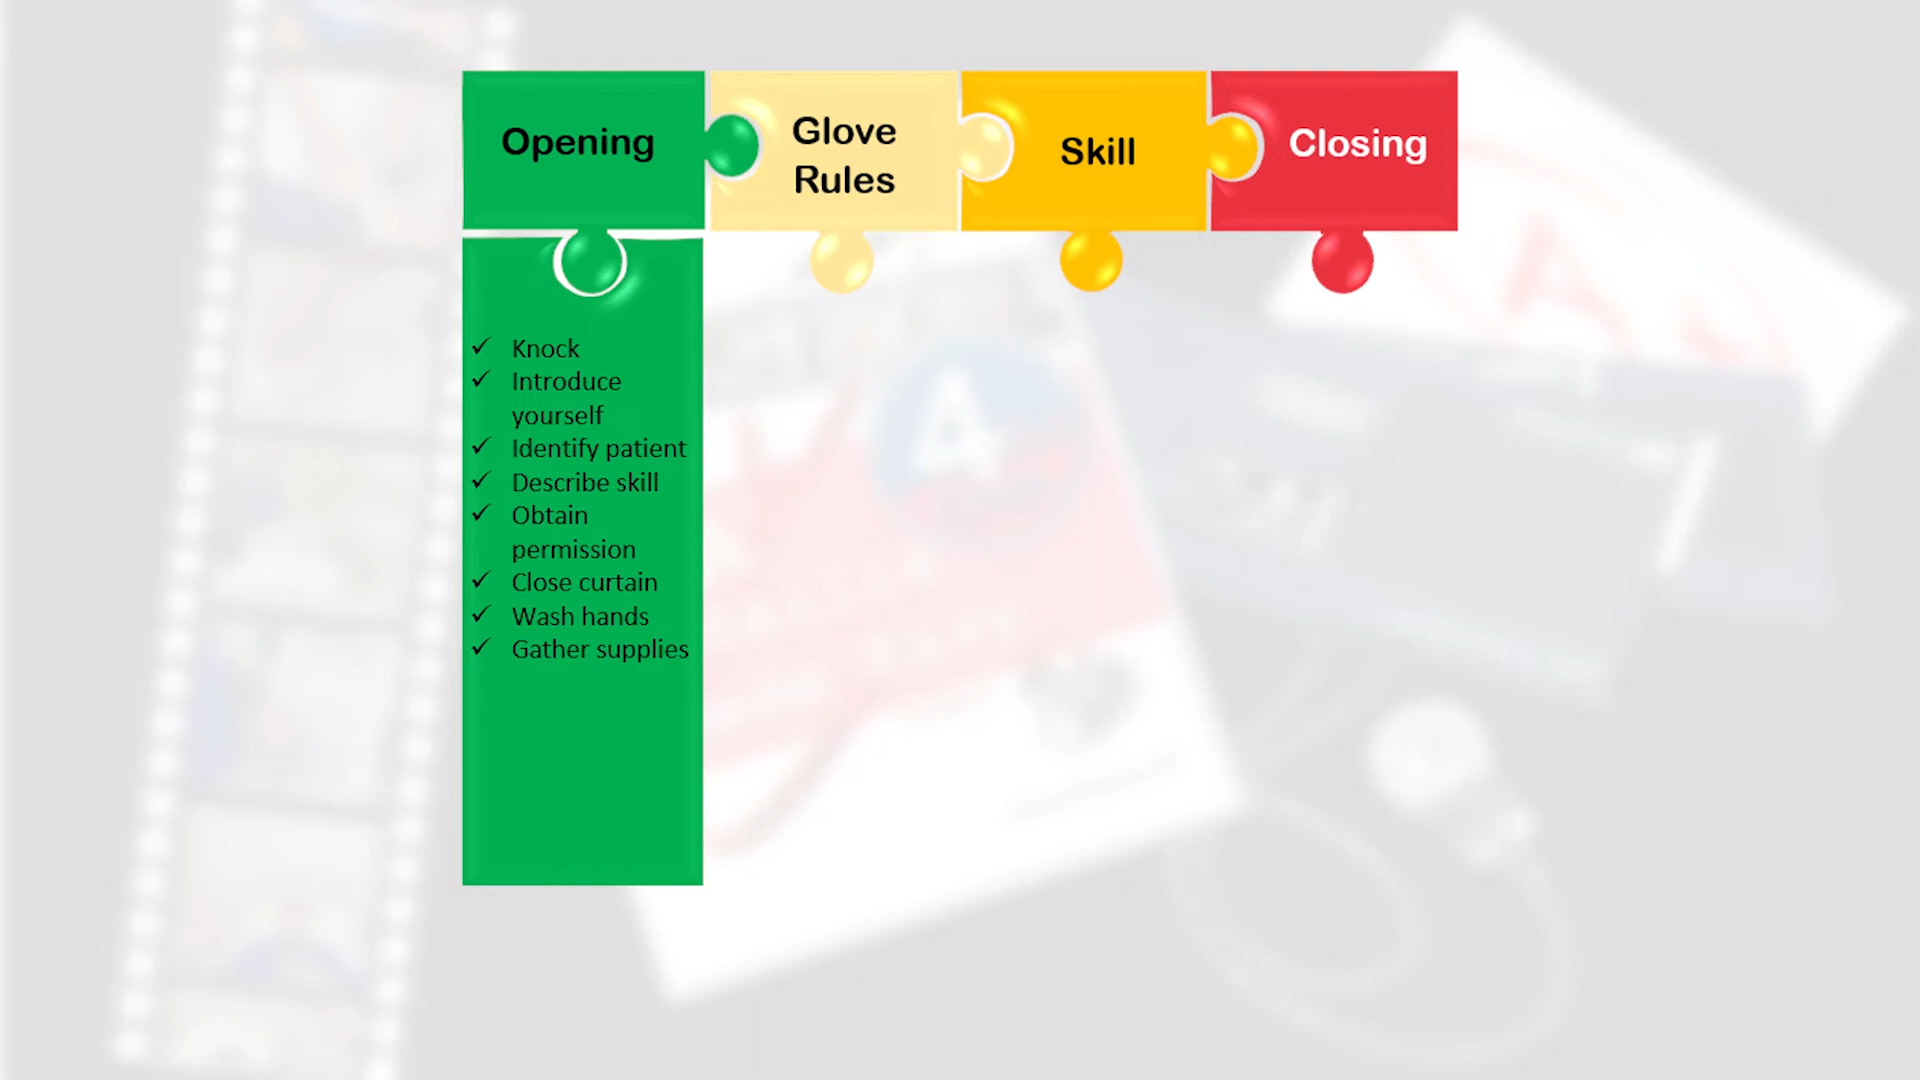 Opening
Glove
Rules
Skill
Closing
✓ Knock
✓ Introduce
yourself
✓ Identify patient
✓ Describe skill
✓ Obtain
permission
✓ Close curtain
✓ Wash hands
✓ Gather supplies
A
4